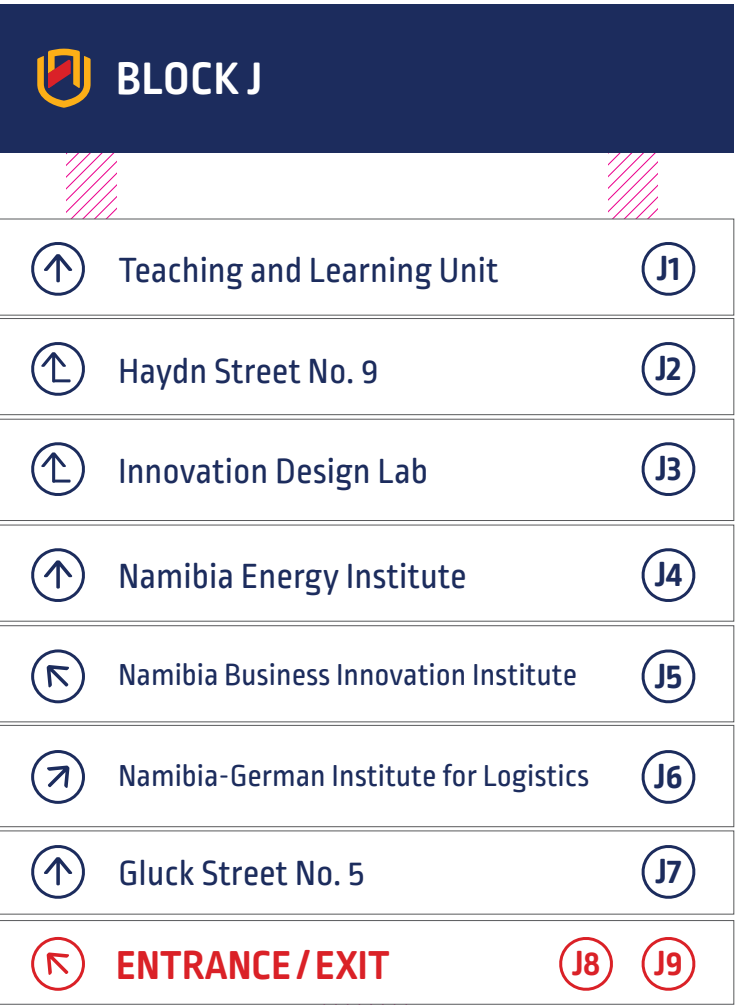 BLOCK J
Teaching and Learning Unit J1
Haydn Street No. 9 J2
Innovation Design Lab J3
Namibia Energy Institute J4
Namibia Business Innovation Institute J5
Namibia-German Institute for Logistics J6
Gluck Street No. 5 J7
ENTRANCE/EXIT J8 J9